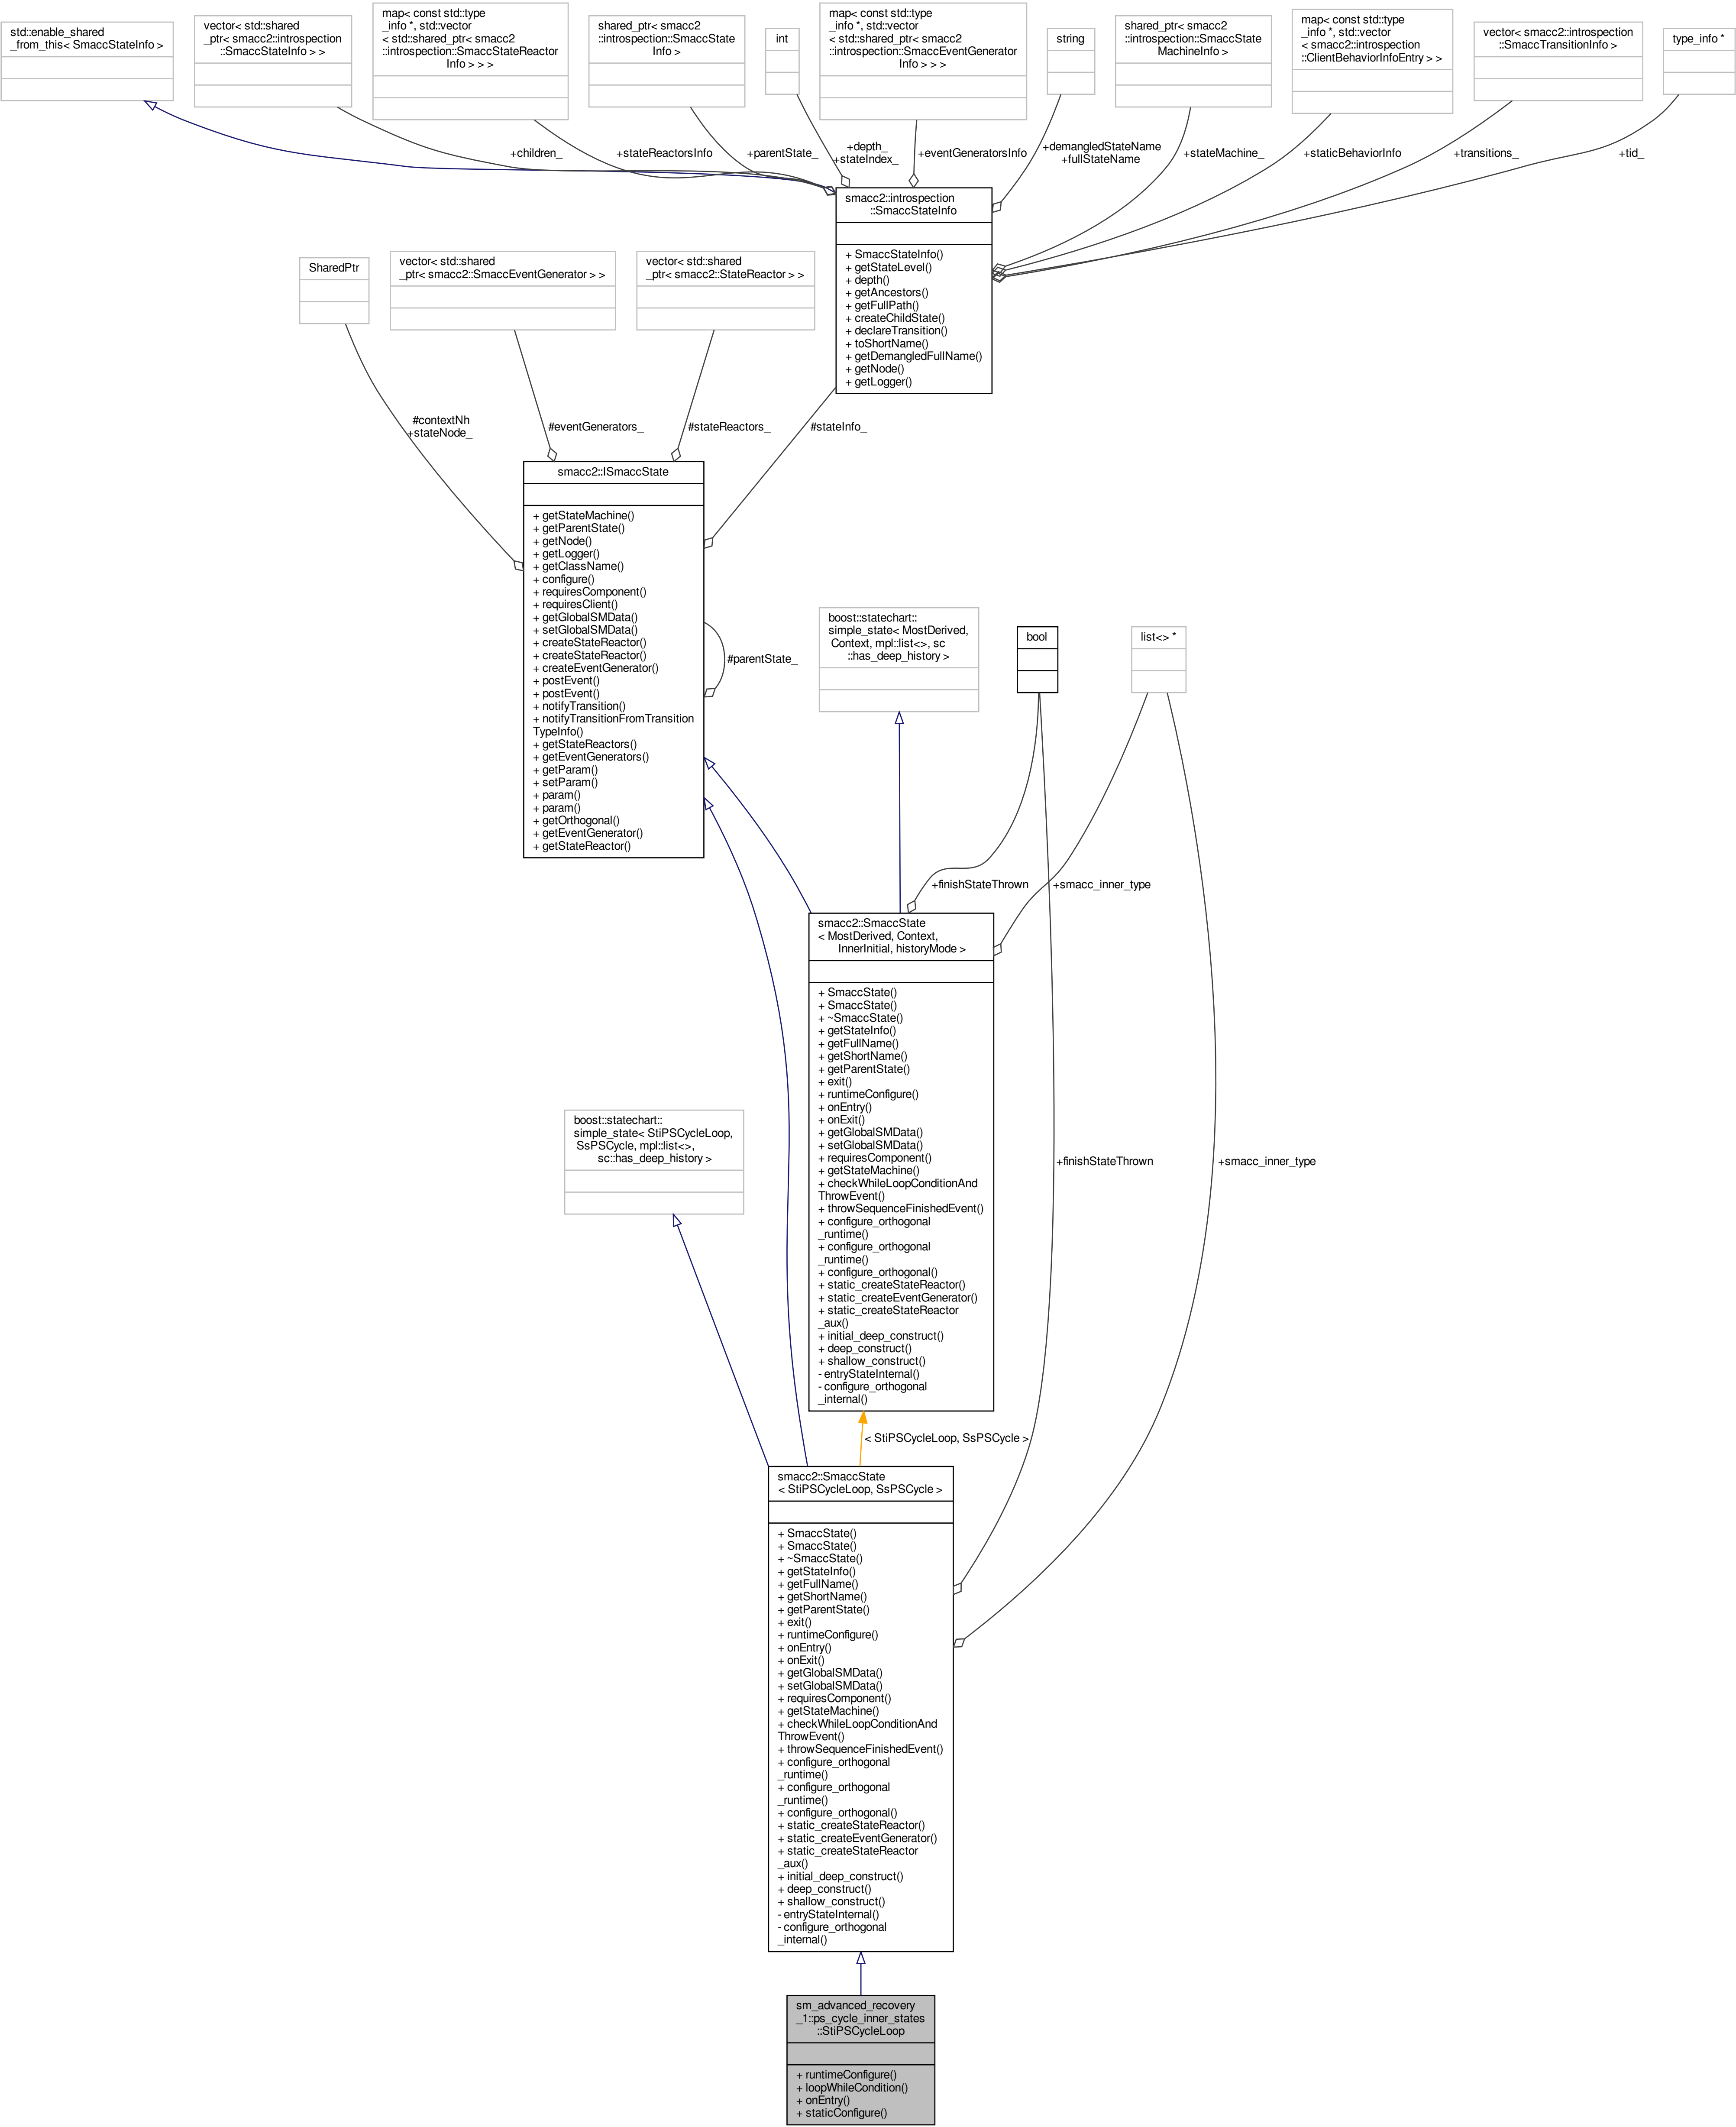 std::enable_shared
_from_this< SmaccStateInfo >
vector< std::shared
_ptr< smacc2::introspection
::SmaccStateInfo > >
map< const std::type
_info *, std::vector
< std::shared_ptr< smacc2
::introspection::SmaccStateReactor
Info > > >
shared_ptr< smacc2
::introspection::SmaccState
Info >
int
map< const std::type
_info *, std::vector
< std::shared_ptr< smacc2
::introspection::SmaccEventGenerator
Info > > >
string
shared_ptr< smacc2
::introspection::SmaccState
MachineInfo >
map< const std::type
_info *, std::vector
< smacc2::introspection
::ClientBehaviorInfoEntry > >
vector< smacc2::introspection
::SmaccTransitionInfo >
type_info *
+children_
+stateReactorsInfo
+parentState_
+depth_
+stateIndex_
+eventGeneratorsInfo
+demangledStateName
+fullStateName
+stateMachine_
+staticBehaviorInfo
+transitions_
+tid_
smacc2::introspection
::SmaccStateInfo
+ SmaccStateInfo()
+ getStateLevel()
+ depth()
+ getAncestors()
+ getFullPath()
+ createChildState()
+ declareTransition()
+ toShortName()
+ getDemangledFullName()
+ getNode()
+ getLogger()
SharedPtr
vector< std::shared
_ptr< smacc2::SmaccEventGenerator > >
vector< std::shared
_ptr< smacc2::StateReactor > >
#contextNh
+stateNode_
#eventGenerators_
#stateReactors_
#stateInfo_
smacc2::ISmaccState
+ getStateMachine()
+ getParentState()
+ getNode()
+ getLogger()
+ getClassName()
+ configure()
+ requiresComponent()
+ requiresClient()
+ getGlobalSMData()
+ setGlobalSMData()
+ createStateReactor()
+ createStateReactor()
+ createEventGenerator()
+ postEvent()
+ postEvent()
+ notifyTransition()
+ notifyTransitionFromTransition
TypeInfo()
+ getStateReactors()
+ getEventGenerators()
+ getParam()
+ setParam()
+ param()
+ param()
+ getOrthogonal()
+ getEventGenerator()
+ getStateReactor()
#parentState_
boost::statechart::
simple_state< MostDerived,
Context, mpl::list<>, sc
::has_deep_history >
bool
list<> *
+finishStateThrown
+smacc_inner_type
smacc2::SmaccState
< MostDerived, Context,
InnerInitial, historyMode >
+ SmaccState()
+ SmaccState()
+ ~SmaccState()
+ getStateInfo()
+ getFullName()
+ getShortName()
+ getParentState()
+ exit()
+ runtimeConfigure()
+ onEntry()
+ onExit()
+ getGlobalSMData()
+ setGlobalSMData()
+ requiresComponent()
+ getStateMachine()
+ checkWhileLoopConditionAnd
ThrowEvent()
+ throwSequenceFinishedEvent()
+ configure_orthogonal
_runtime()
+ configure_orthogonal
_runtime()
+ configure_orthogonal()
+ static_createStateReactor()
+ static_createEventGenerator()
+ static_createStateReactor
_aux()
+ initial_deep_construct()
+ deep_construct()
+ shallow_construct()
- entryStateInternal()
- configure_orthogonal
_internal()
boost::statechart::
simple_state< StiPSCycleLoop,
SsPSCycle, mpl::list<>,
sc::has_deep_history >
+finishStateThrown
+smacc_inner_type
< StiPSCycleLoop, SsPSCycle >
smacc2::SmaccState
< StiPSCycleLoop, SsPSCycle >
+ SmaccState()
+ SmaccState()
+ ~SmaccState()
+ getStateInfo()
+ getFullName()
+ getShortName()
+ getParentState()
+ exit()
+ runtimeConfigure()
+ onEntry()
+ onExit()
+ getGlobalSMData()
+ setGlobalSMData()
+ requiresComponent()
+ getStateMachine()
+ checkWhileLoopConditionAnd
ThrowEvent()
+ throwSequenceFinishedEvent()
+ configure_orthogonal
_runtime()
+ configure_orthogonal
_runtime()
+ configure_orthogonal()
+ static_createStateReactor()
+ static_createEventGenerator()
+ static_createStateReactor
_aux()
+ initial_deep_construct()
+ deep_construct()
+ shallow_construct()
- entryStateInternal()
- configure_orthogonal
_internal()
sm_advanced_recovery
_1::ps_cycle_inner_states
::StiPSCycleLoop
+ runtimeConfigure()
+ loopWhileCondition()
+ onEntry()
+ staticConfigure()